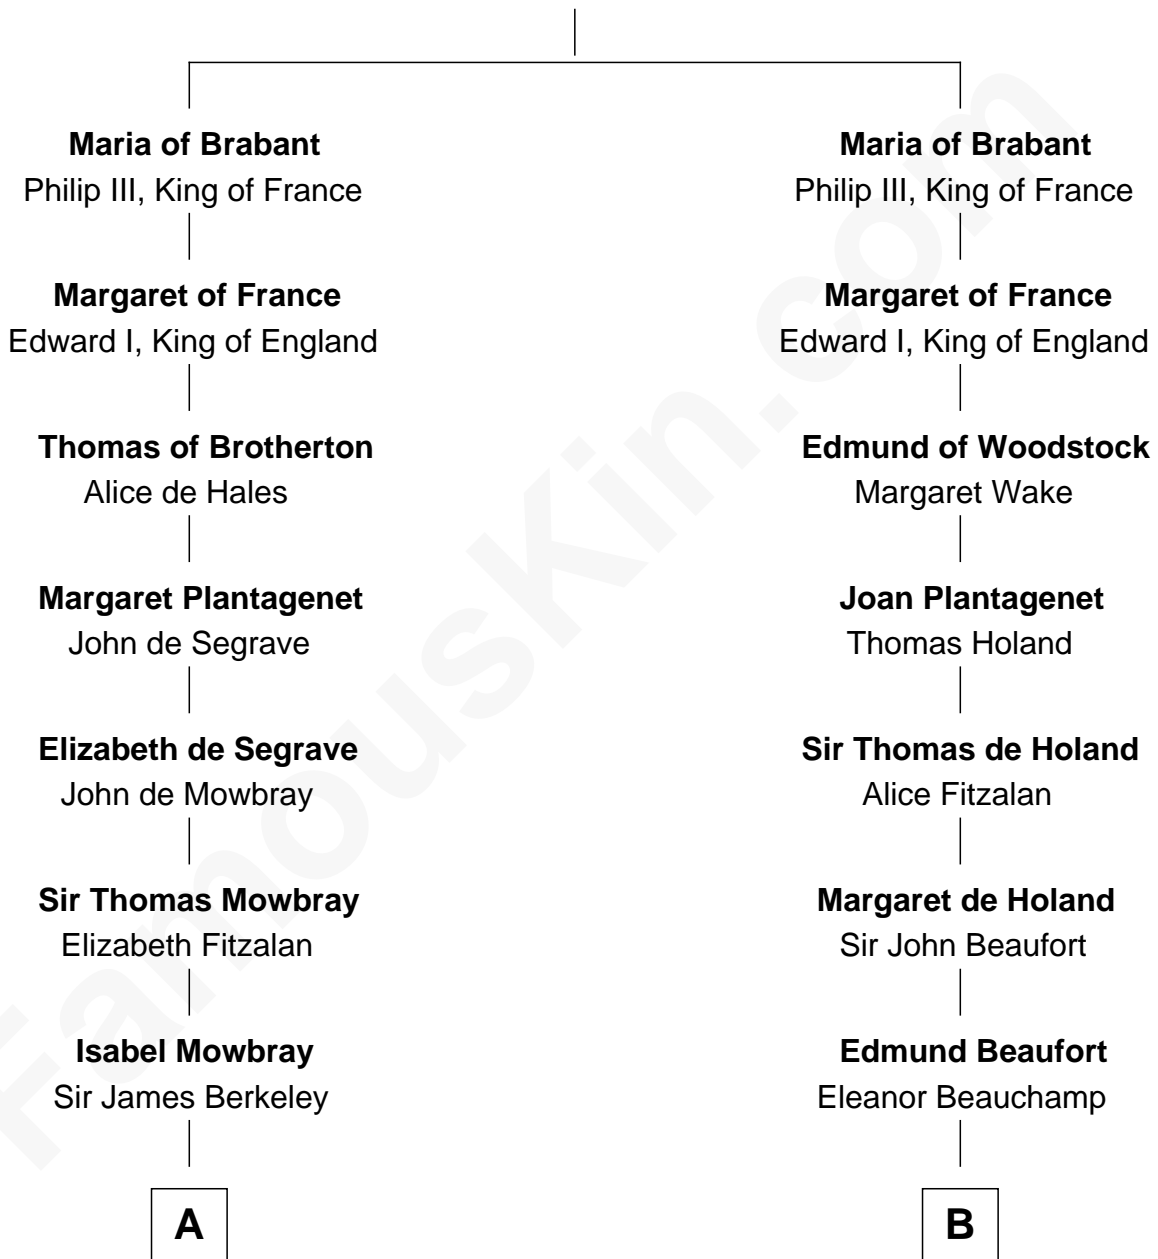 Maria of Brabant
Philip III, King of France
Margaret of France
Edward I, King of England
Thomas of Brotherton
Alice de Hales
Margaret Plantagenet
John de Segrave
Elizabeth de Segrave
John de Mowbray
Sir Thomas Mowbray
Elizabeth Fitzalan
Isabel Mowbray
Sir James Berkeley
A
Maria of Brabant
Philip III, King of France
Margaret of France
Edward I, King of England
Edmund of Woodstock
Margaret Wake
Joan Plantagenet
Thomas Holand
Sir Thomas de Holand
Alice Fitzalan
Margaret de Holand
Sir John Beaufort
Edmund Beaufort
Eleanor Beauchamp
B
FamousKin.com